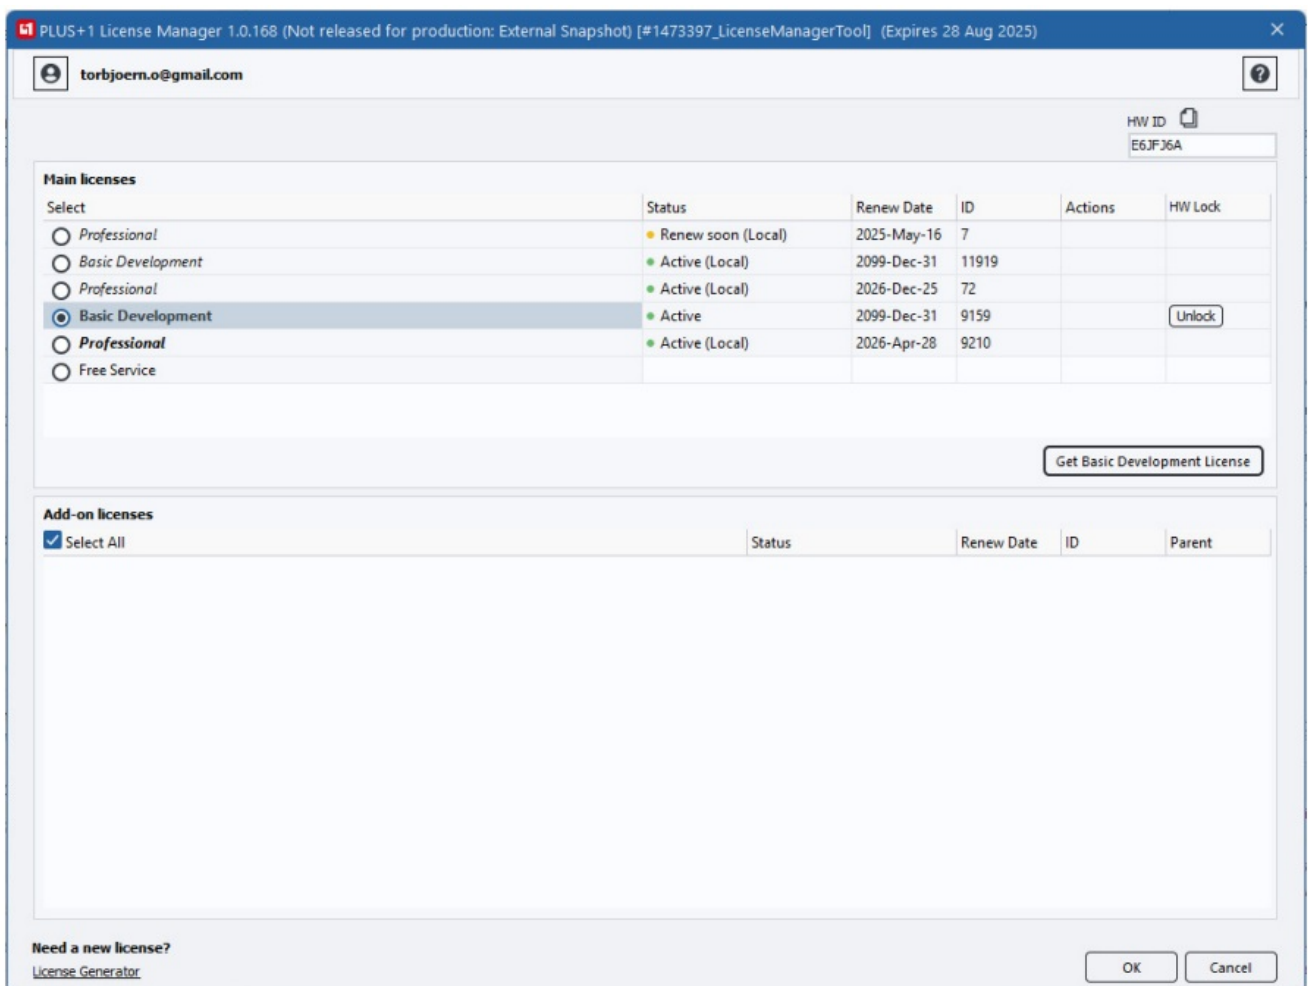 PLUS+1 License Manager 1.0.168 (Not released for production: External Snapshot) [#1473397_LicenseManagerTool] (Expires 28 Aug 2025)
torbjoern.o@gmail.com
HW ID
E6JFJ6A
Main licenses
Select Status Renew Date ID Actions HW Lock
Professional Renew soon (Local) 2025-May-16 7
Basic Development Active (Local) 2099-Dec-31 11919
Professional Active (Local) 2026-Dec-25 72
Basic Development Active 2099-Dec-31 9159 Unlock
Professional Active (Local) 2026-Apr-28 9210
Free Service
Get Basic Development License
Add-on licenses
Select All Status Renew Date ID Parent
Need a new license?
License Generator
OK Cancel